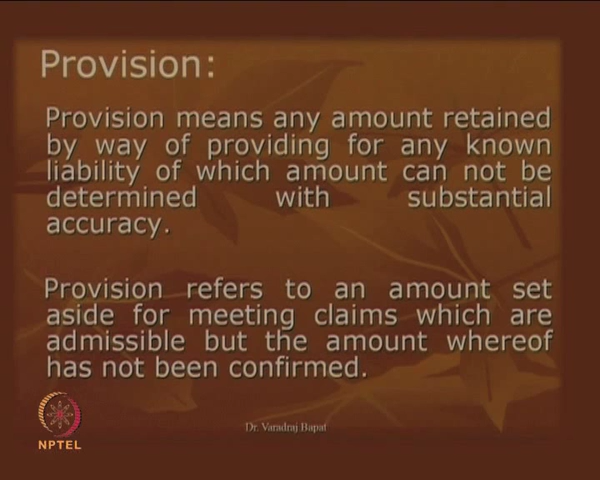 Provision:
Provision means any amount retained
by way of providing for any known
liability of which amount can not be
determined with substantial
accuracy.
Provision refers to an amount set
aside for meeting claims which are
admissible but the amount whereof
has not been confirmed.
NPTEL
Dr. Varadraj Bapat